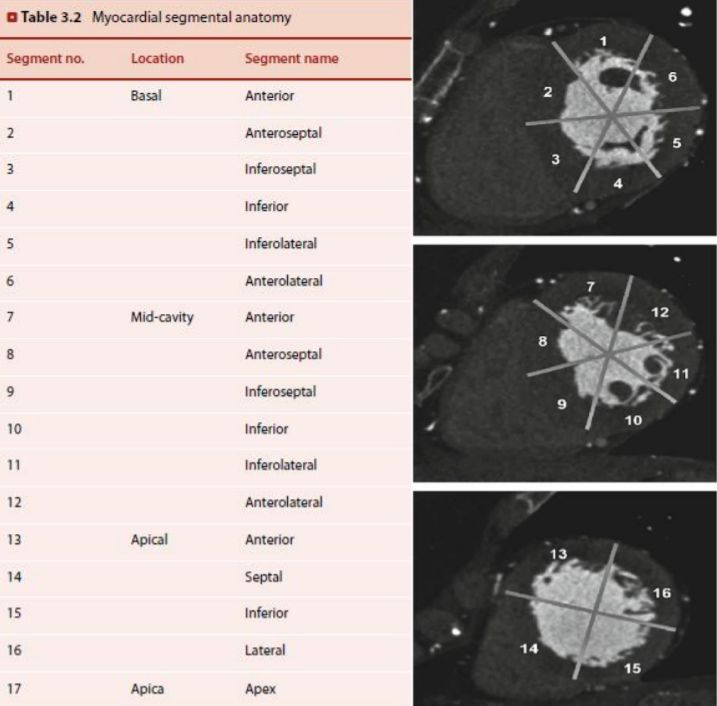 Table 3.2 Myocardial segmental anatomy
Segment no. Location Segment name
1 Basal Anterior
2 Anteroseptal
3 Inferoseptal
4 Inferior
5 Inferolateral
6 Anterolateral
7 Mid-cavity Anterior
8 Anteroseptal
9 Inferoseptal
10 Inferior
11 Inferolateral
12 Anterolateral
13 Apical Anterior
14 Septal
15 Inferior
16 Lateral
17 Apica Apex
1
6
2
5
3
4
7
12
8
11
9
10
13
16
14
15